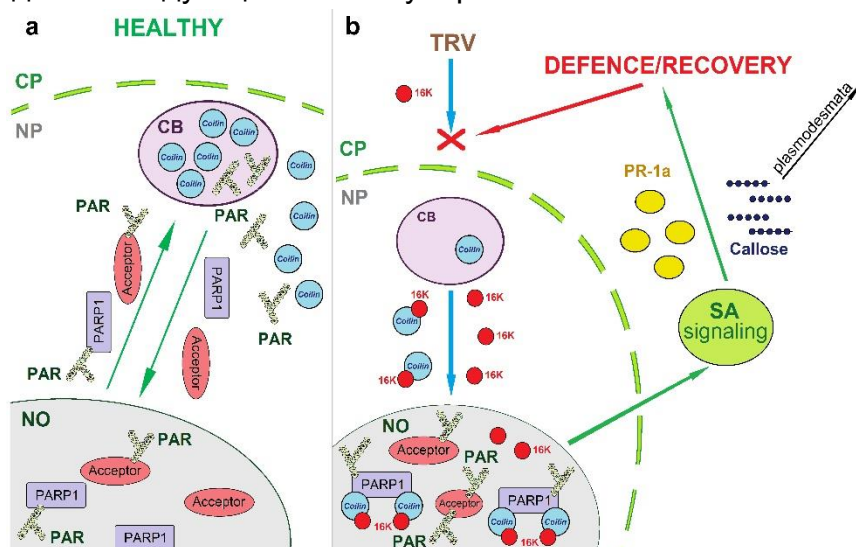 a
HEALTHY
CP
NP
CB
Coilin
Coilin
Coilin
Coilin
Coilin
Coilin
Coilin
Coilin
Coilin
Coilin
PAR
PAR
PAR
Acceptor
PARP1
PARP1
PAR
Acceptor
PAR
NO
PAR
Acceptor
PARP1
Acceptor
PAR
PARP1
b
TRV
16K
DEFENCE/RECOVERY
CP
NP
plasmodesmata
PR-1a
Callose
CB
Coilin
16K
16K
Coilin
16K
Coilin
16K
16K
SA
signaling
NO
Acceptor
PAR
16K
PARP1
PAR
Acceptor
PARP1
Coilin
Coilin
16K
PAR
Coilin
Coilin
16K